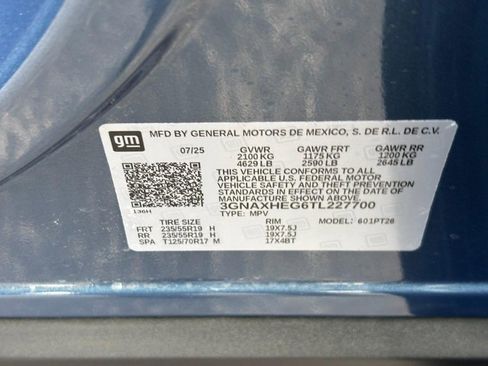 gm MFD BY GENERAL MOTORS DE MEXICO, S. DE R.L. DE C.V.
07/25 GVWR GAWR FRT GAWR RR
2100 KG 1175 KG 1200 KG
4629 LB 2590 LB 2645 LB
THIS VEHICLE CONFORMS TO ALL APPLICABLE
U.S. FEDERAL MOTOR
VEHICLE SAFETY AND THEFT PREVENTION
STANDARDS IN EFFECT ON THE DATE OF
MANUFACTURE SHOWN ABOVE.
3GNAXHEG6TL227700
136H TYPE: MPV MODEL: 601PT26
TIRE SIZE RIM
FRT 235/55R19 H 19X7.5J
RR 235/55R19 H 19X7.5J
SPA T125/70R17 M 17X4BT